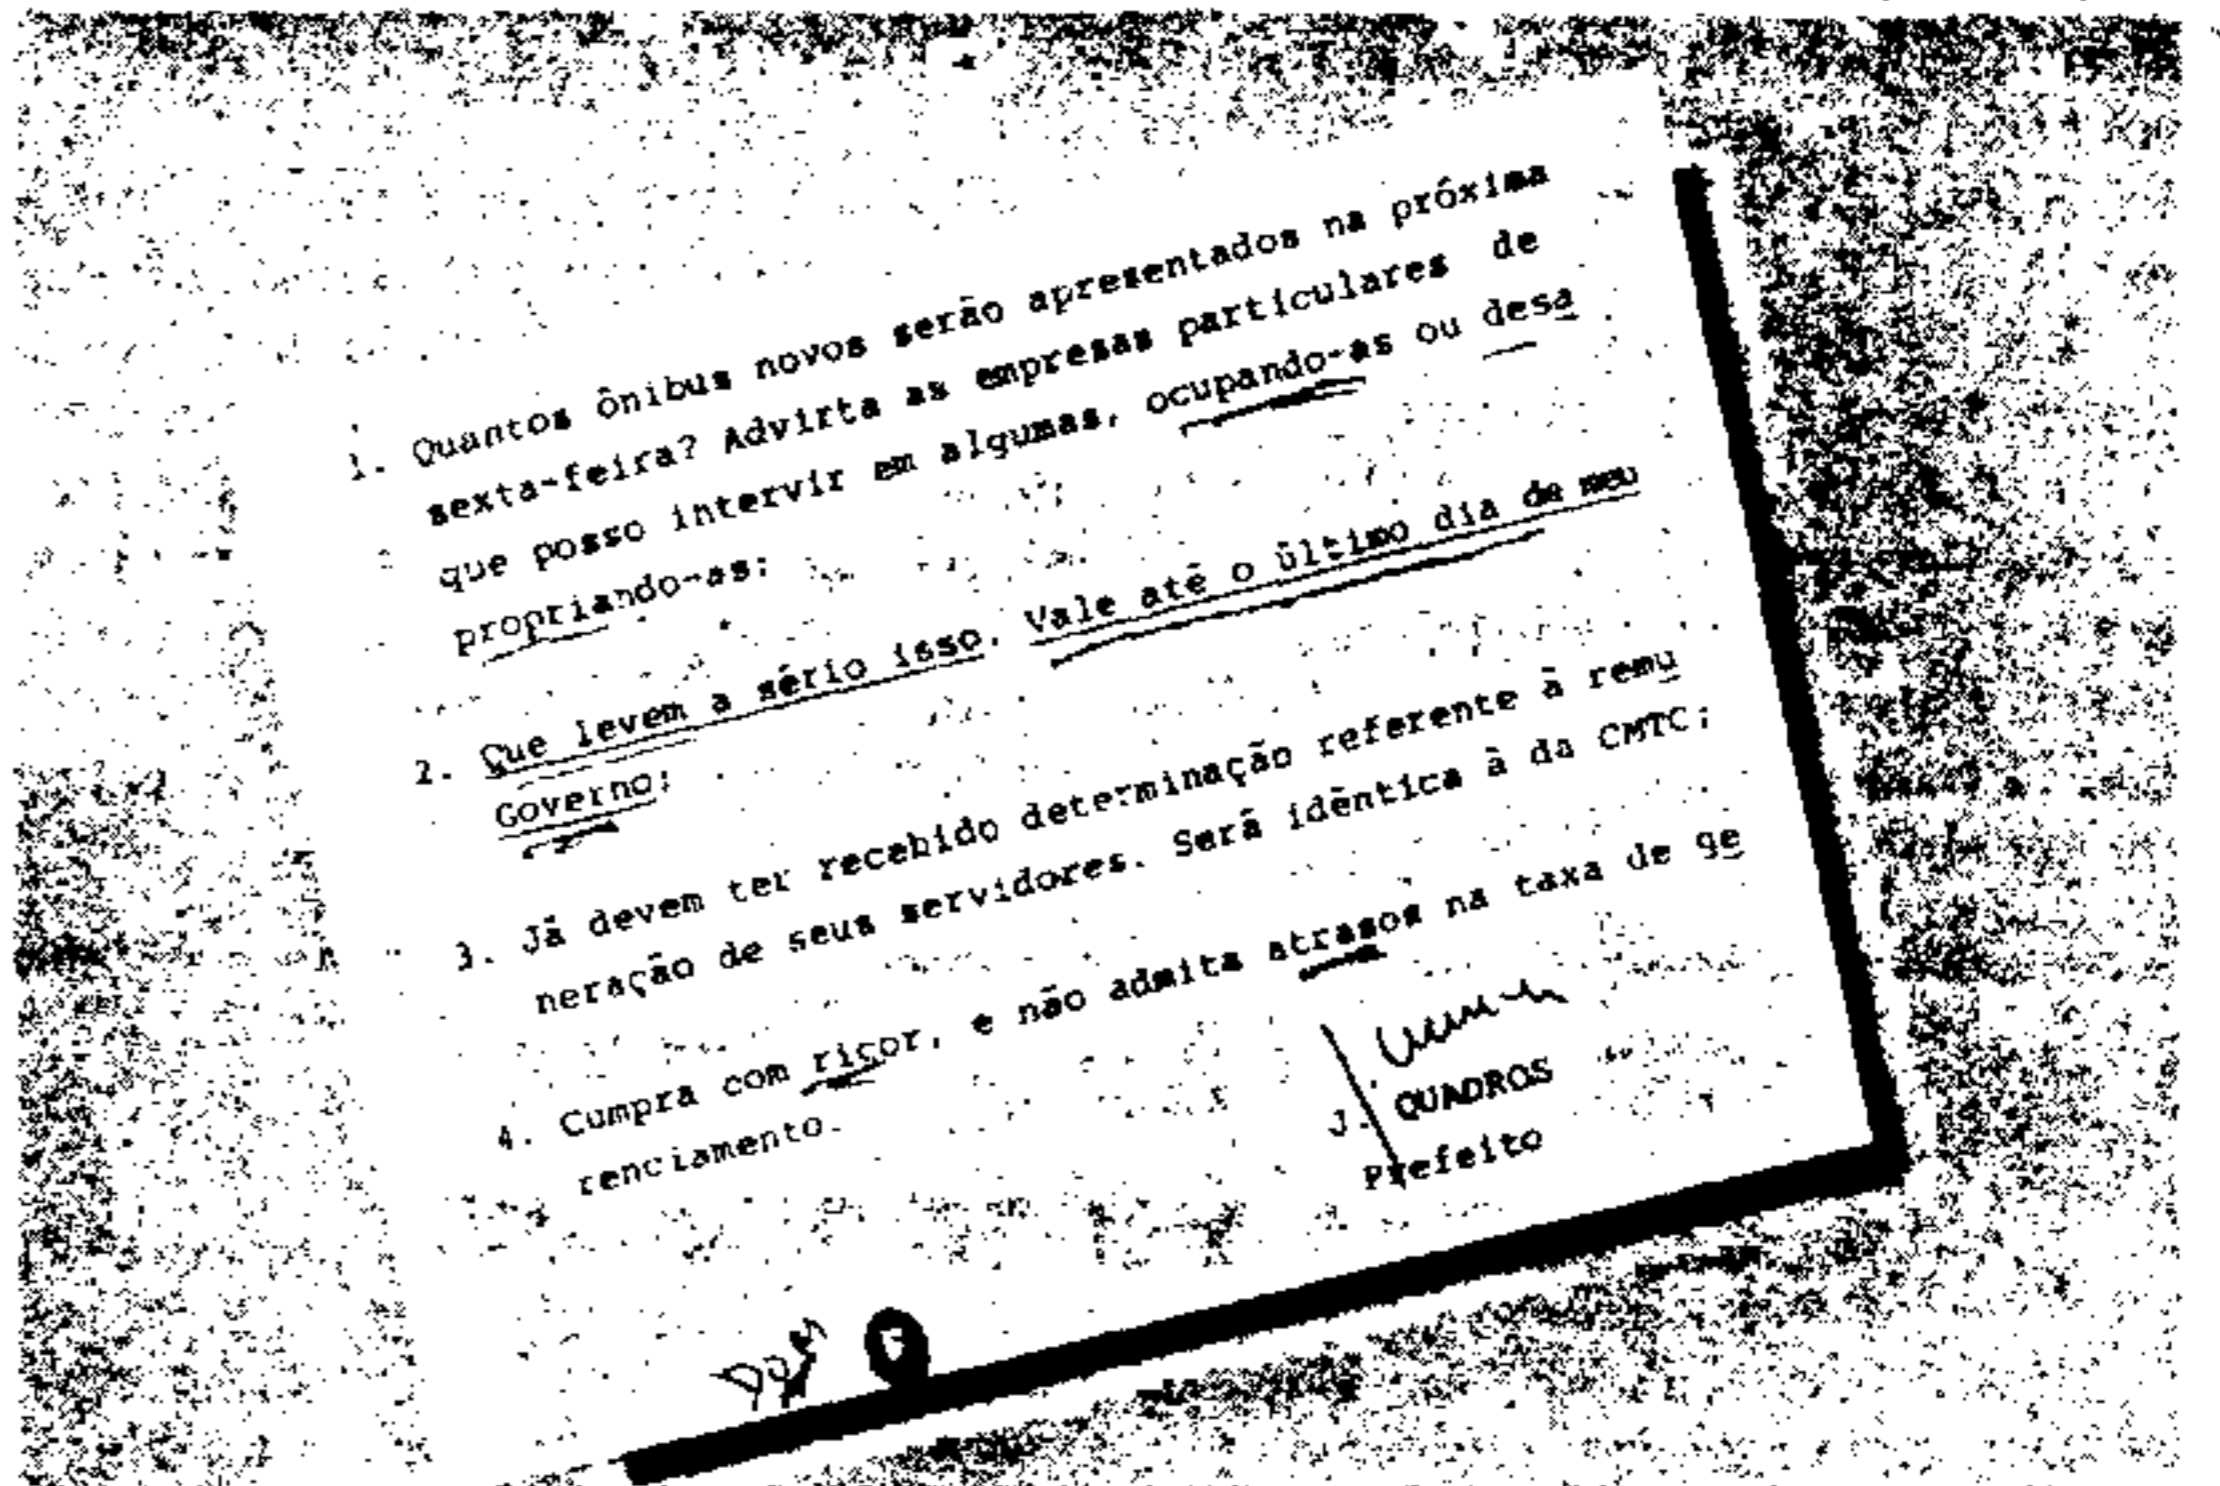 1. Quantos ônibus novos serão apresentados na próxima
sexta-feira? Advirta as empresas particulares de
que posso intervir em algumas, ocupando-as ou desa
propriando-as;
2. Que levem a sério isso. Vale até o último dia de meu
Governo;
3. Já devem ter recebido determinação referente à remu
neração de seus servidores. Será idêntica à da CMTC;
4. Cumpra com rigor, e não admita atrasos na taxa de ge
renciamento.
J. QUADROS
Prefeito